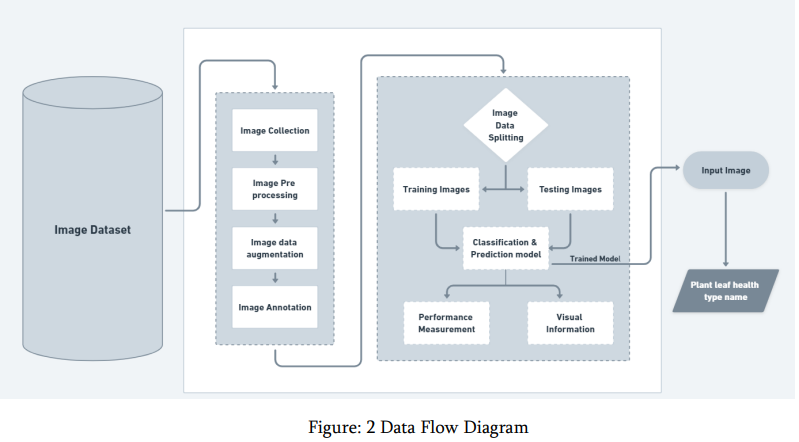 Image Dataset
Image Collection
Image Pre
processing
Image data
augmentation
Image Annotation
Image
Data
Splitting
Training Images
Testing Images
Classification &
Prediction model
Trained Model
Performance
Measurement
Visual
Information
Input Image
Plant leaf health
type name
Figure: 2 Data Flow Diagram